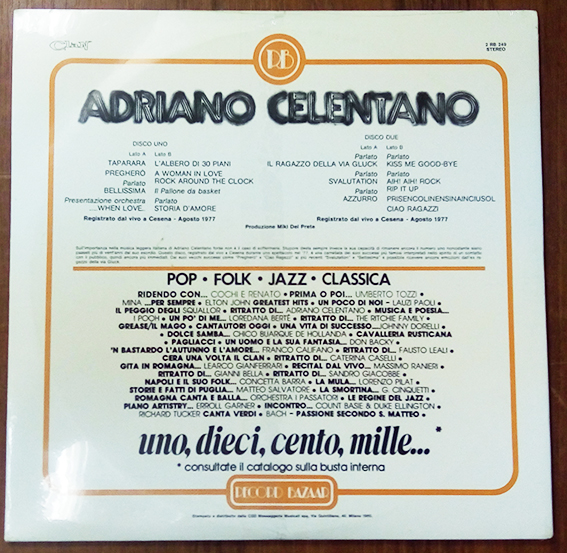 Clan
2 RB 245
STEREO
RB
ADRIANO CELENTANO
DISCO UNO
Lato A Lato B
TAPARARA L'ALBERO DI 30 PIANI
PREGHERÒ A WOMAN IN LOVE
Parlato ROCK AROUND THE CLOCK
BELLISSIMA Il Pallone da basket
Presentazione orchestra Parlato
...WHEN LOVE... STORIA D'AMORE
Registrato dal vivo a Cesena - Agosto 1977
DISCO DUE
Lato A Lato B
Parlato Parlato
IL RAGAZZO DELLA VIA GLUCK KISS ME GOOD-BYE
Parlato Parlato
SVALUTATION AIH! AIH! ROCK
Parlato RIP IT UP
AZZURRO PRISENCOLINENSINAINCIUSOL
CIAO RAGAZZI
Registrato dal vivo a Cesena - Agosto 1977
Produzione Miki Del Prete
POP • FOLK • JAZZ • CLASSICA
RIDENDO CON... COCHI E RENATO • PRIMA O POI... UMBERTO TOZZI •
MINA ...PER SEMPRE • ELTON JOHN GREATEST HITS • UN POCO DI NOI - LAUZI PAOLI •
IL PEGGIO DEGLI SQUALLOR • RITRATTO DI... ADRIANO CELENTANO • MUSICA E POESIA...
I POOH • UN PO' DI ME... LOREDANA BERTÈ • RITRATTO DI... THE RITCHIE FAMILY •
GREASE/IL MAGO • CANTAUTORI OGGI • UNA VITA DI SUCCESSO....JOHNNY DORELLI •
• DOLCE SAMBA... CHICO BUARQUE DE HOLLANDA • CAVALLERIA RUSTICANA
• PAGLIACCI • UN UOMO E LA SUA FANTASIA... DON BACKY •
'N BASTARDO L'AUTUNNO E L'AMORE... FRANCO CALIFANO • RITRATTO DI... FAUSTO LEALI •
C'ERA UNA VOLTA IL CLAN • RITRATTO DI... CATERINA CASELLI •
GITA IN ROMAGNA... LEARCO GIANFERRARI • RECITAL DAL VIVO... MASSIMO RANIERI •
RITRATTO DI... GIANNI BELLA • RITRATTO DI... SANDRO GIACOBBE •
NAPOLI E IL SUO FOLK... CONCETTA BARRA • LA MULA... LORENZO PILAT •
STORIE E FATTI DI PUGLIA... MATTEO SALVATORE • LA SMORTINA... G. CINQUETTI •
ROMAGNA CANTA E BALLA... ORCHESTRA I PASSATORI • LE REGINE DEL JAZZ •
PIANO ARTISTRY... ERROLL GARNER • INCONTRO... COUNT BASIE & DUKE ELLINGTON •
RICHARD TUCKER CANTA VERDI • BACH - PASSIONE SECONDO S. MATTEO •
uno, dieci, cento, mille...*
* consultate il catalogo sulla busta interna
RECORD BAZAAR